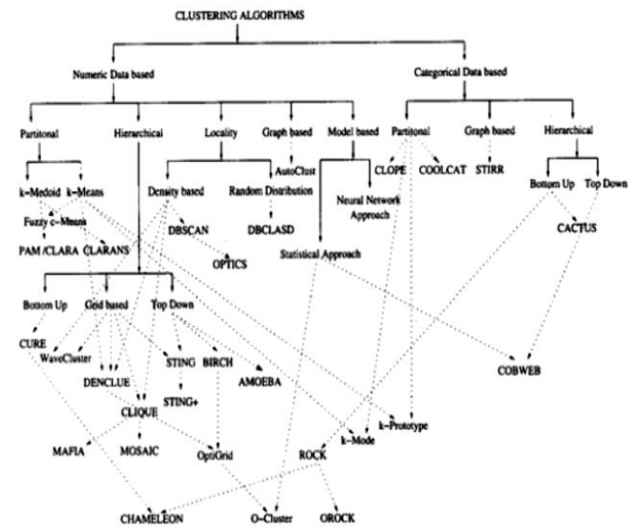 CLUSTERING ALGORITHMS
Numeric Data based
Categorical Data based
Partitonal
Hierarchical
Locality
Graph based
Model based
Partitonal
Graph based
Hierarchical
AutoClust
CLOPE
COOLCAT
STIRR
k-Medoid
k-Means
Density based
Random Distribution
Neural Network
Approach
Bottom Up
Top Down
Fuzzy c-Means
DBSCAN
DBCLASD
CACTUS
PAM /CLARA
CLARANS
OPTICS
Statistical Approach
Bottom Up
Grid based
Top Down
CURE
WaveCluster
STING
BIRCH
COBWEB
DENCLUE
AMOEBA
STING+
CLIQUE
k-Prototype
k-Mode
MAFIA
MOSAIC
OptiGrid
ROCK
CHAMELEON
O-Cluster
OROCK